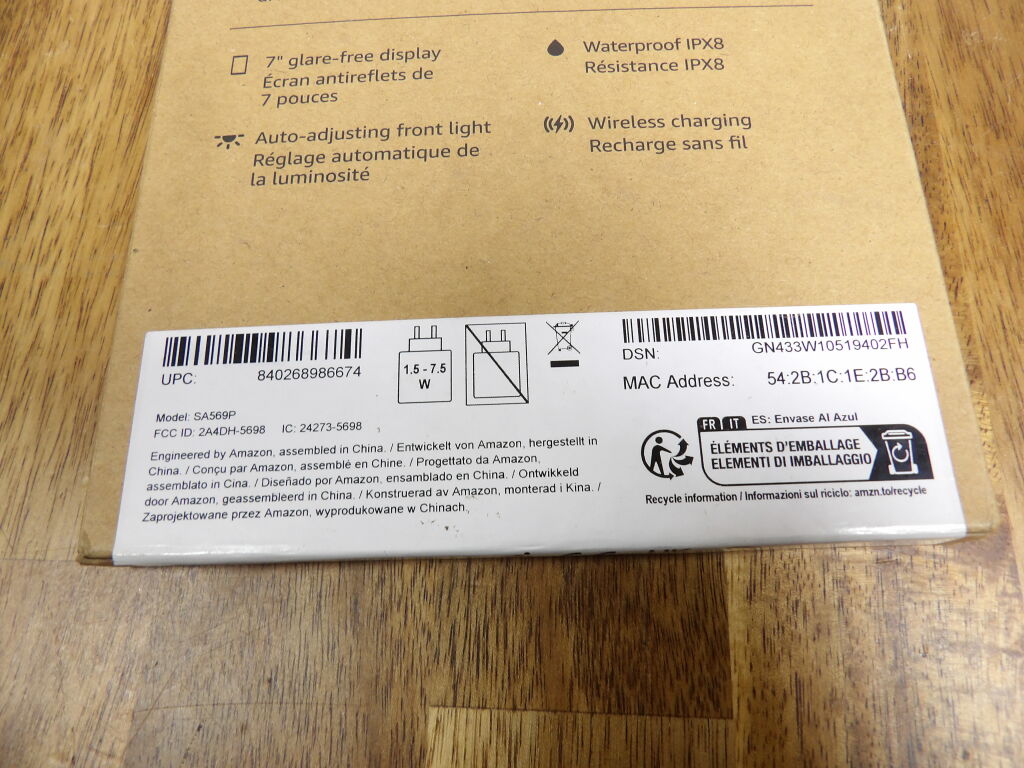 7" glare-free display
Écran antireflets de
7 pouces
Waterproof IPX8
Résistance IPX8
Auto-adjusting front light
Réglage automatique de
la luminosité
Wireless charging
Recharge sans fil
UPC: 840268986674
1.5 - 7.5
W
DSN: GN433W10519402FH
MAC Address: 54:2B:1C:1E:2B:B6
Model: SA569P
FCC ID: 2A4DH-5698 IC: 24273-5698
Engineered by Amazon, assembled in China. / Entwickelt von Amazon, hergestellt in
China. / Conçu par Amazon, assemblé en Chine. / Progettato da Amazon,
assemblato in Cina. / Diseñado por Amazon, ensamblado en China. / Ontwikkeld
door Amazon, geassembleerd in China. / Konstruerad av Amazon, monterad i Kina. /
Zaprojektowane przez Amazon, wyprodukowane w Chinach.
FR IT ES: Envase Al Azul
ÉLÉMENTS D'EMBALLAGE
ELEMENTI DI IMBALLAGGIO
Recycle information / Informazioni sul riciclo: amzn.to/recycle